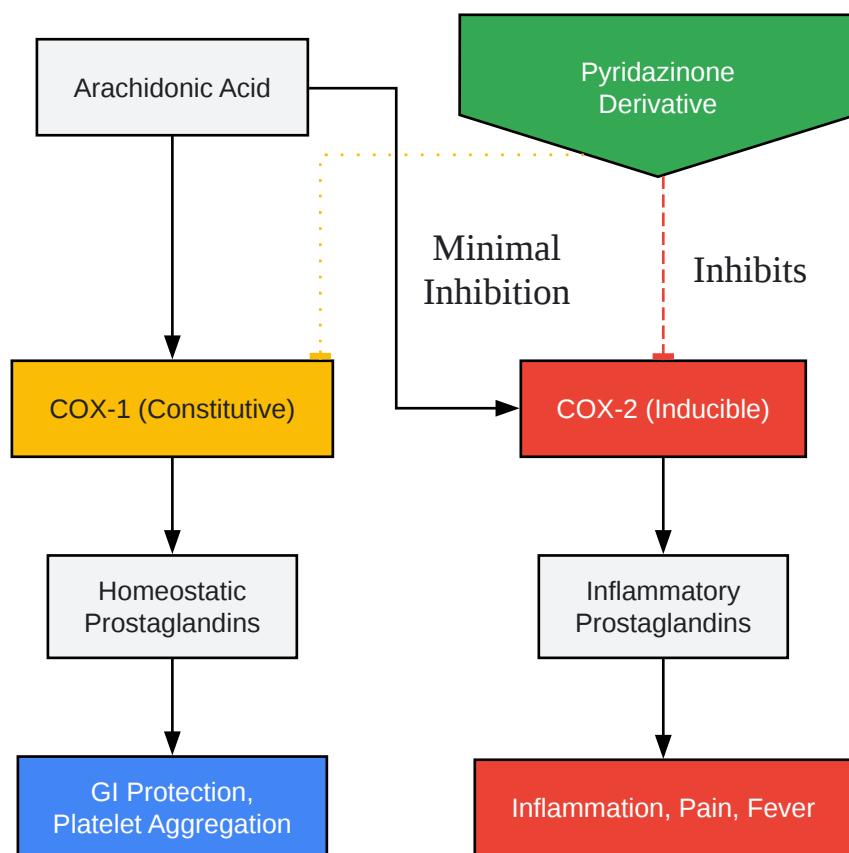 Arachidonic Acid
Pyridazinone
Derivative
Minimal
Inhibition
Inhibits
COX-1 (Constitutive)
COX-2 (Inducible)
Homeostatic
Prostaglandins
Inflammatory
Prostaglandins
GI Protection,
Platelet Aggregation
Inflammation, Pain, Fever